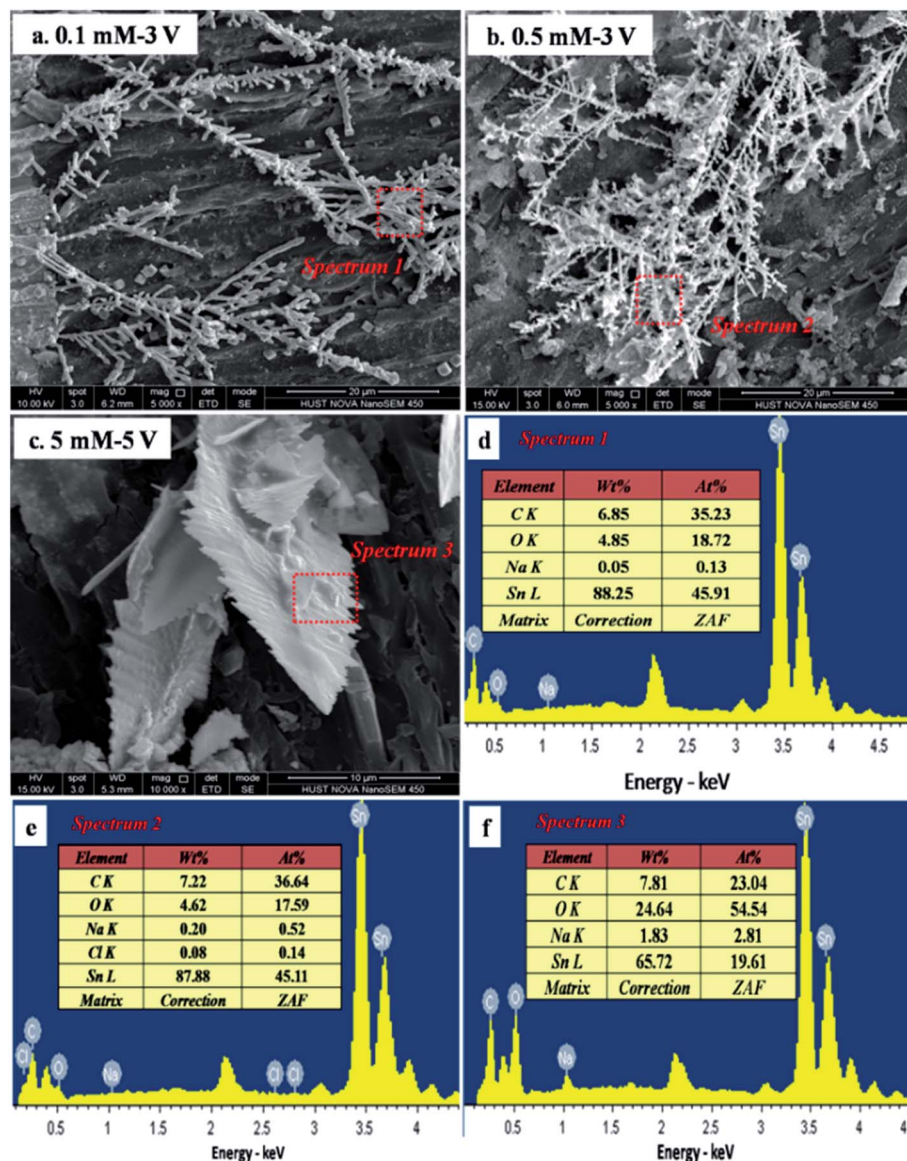 a. 0.1 mM-3 V
Spectrum 1
HV spot WD mag det mode 20 µm
10.00 kV 3.0 6.2 mm 5 000 x ETD SE HUST NOVA NanoSEM 450
b. 0.5 mM-3 V
Spectrum 2
HV spot WD mag det mode 20 µm
15.00 kV 3.0 6.0 mm 5 000 x ETD SE HUST NOVA NanoSEM 450
c. 5 mM-5 V
Spectrum 3
HV spot WD mag det mode 10 µm
15.00 kV 3.0 5.3 mm 10 000 x ETD SE HUST NOVA NanoSEM 450
d Spectrum 1
Sn
Element Wt% At%
C K 6.85 35.23
O K 4.85 18.72
Na K 0.05 0.13
Sn L 88.25 45.91
Matrix Correction ZAF
Sn
C
O
Na
0.5 1 1.5 2 2.5 3 3.5 4 4.5
Energy - keV
e Spectrum 2
Sn
Element Wt% At%
C K 7.22 36.64
O K 4.62 17.59
Na K 0.20 0.52
Cl K 0.08 0.14
Sn L 87.88 45.11
Matrix Correction ZAF
Sn
C
Cl
O
Na
Cl
Cl
0.5 1 1.5 2 2.5 3 3.5 4
Energy - keV
f Spectrum 3
Sn
Element Wt% At%
C K 7.81 23.04
O K 24.64 54.54
Na K 1.83 2.81
Sn L 65.72 19.61
Matrix Correction ZAF
Sn
C
O
Na
0.5 1 1.5 2 2.5 3 3.5 4
Energy - keV